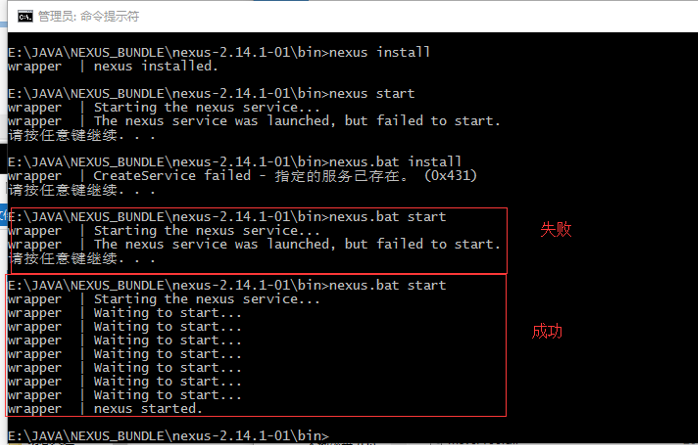 管理员: 命令提示符
E:\JAVA\NEXUS_BUNDLE\nexus-2.14.1-01\bin>nexus install
wrapper  | nexus installed.
E:\JAVA\NEXUS_BUNDLE\nexus-2.14.1-01\bin>nexus start
wrapper  | Starting the nexus service...
wrapper  | The nexus service was launched, but failed to start.
请按任意键继续. . .
E:\JAVA\NEXUS_BUNDLE\nexus-2.14.1-01\bin>nexus.bat install
wrapper  | CreateService failed - 指定的服务已存在。 (0x431)
请按任意键继续. . .
E:\JAVA\NEXUS_BUNDLE\nexus-2.14.1-01\bin>nexus.bat start
wrapper  | Starting the nexus service...
wrapper  | The nexus service was launched, but failed to start.
请按任意键继续. . .
失败
E:\JAVA\NEXUS_BUNDLE\nexus-2.14.1-01\bin>nexus.bat start
wrapper  | Starting the nexus service...
wrapper  | Waiting to start...
wrapper  | Waiting to start...
wrapper  | Waiting to start...
wrapper  | Waiting to start...
wrapper  | Waiting to start...
wrapper  | Waiting to start...
wrapper  | Waiting to start...
wrapper  | nexus started.
成功
E:\JAVA\NEXUS_BUNDLE\nexus-2.14.1-01\bin>